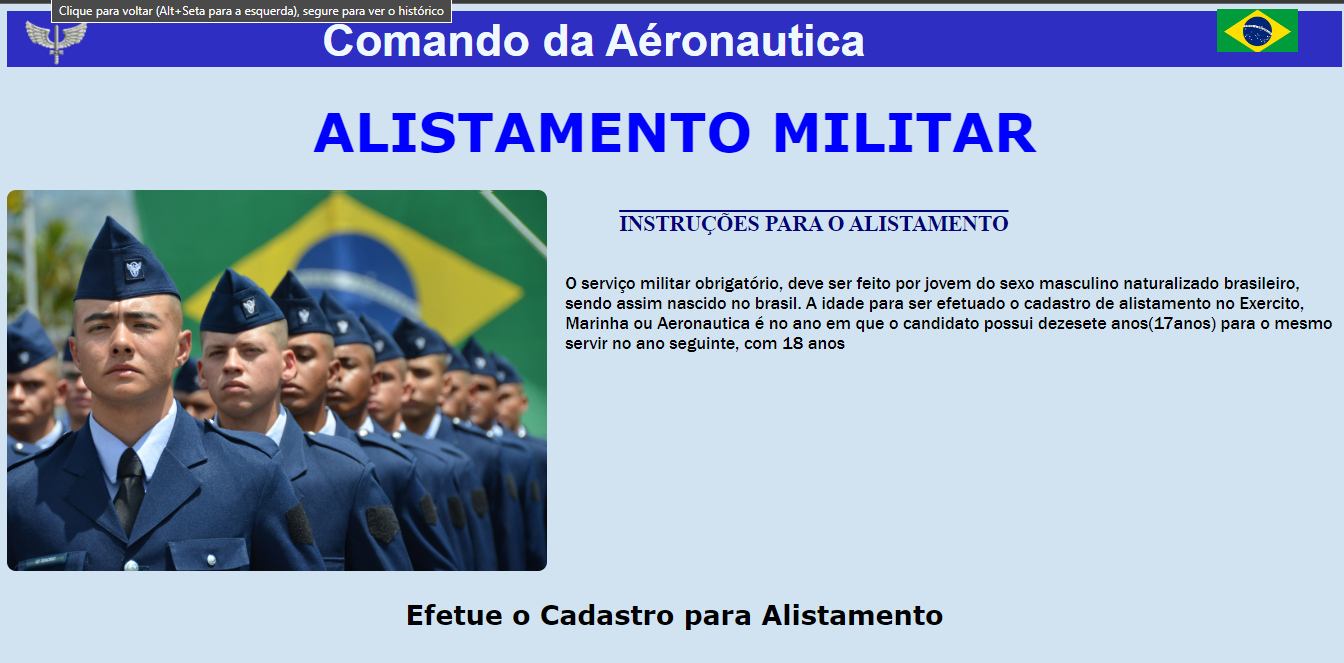 Clique para voltar (Alt+Seta para a esquerda), segure para ver o histórico
Comando da Aéronautica
ALISTAMENTO MILITAR
INSTRUÇÕES PARA O ALISTAMENTO
O serviço militar obrigatório, deve ser feito por jovem do sexo masculino naturalizado brasileiro,
sendo assim nascido no brasil. A idade para ser efetuado o cadastro de alistamento no Exercito,
Marinha ou Aeronautica é no ano em que o candidato possui dezesete anos(17anos) para o mesmo
servir no ano seguinte, com 18 anos
Efetue o Cadastro para Alistamento